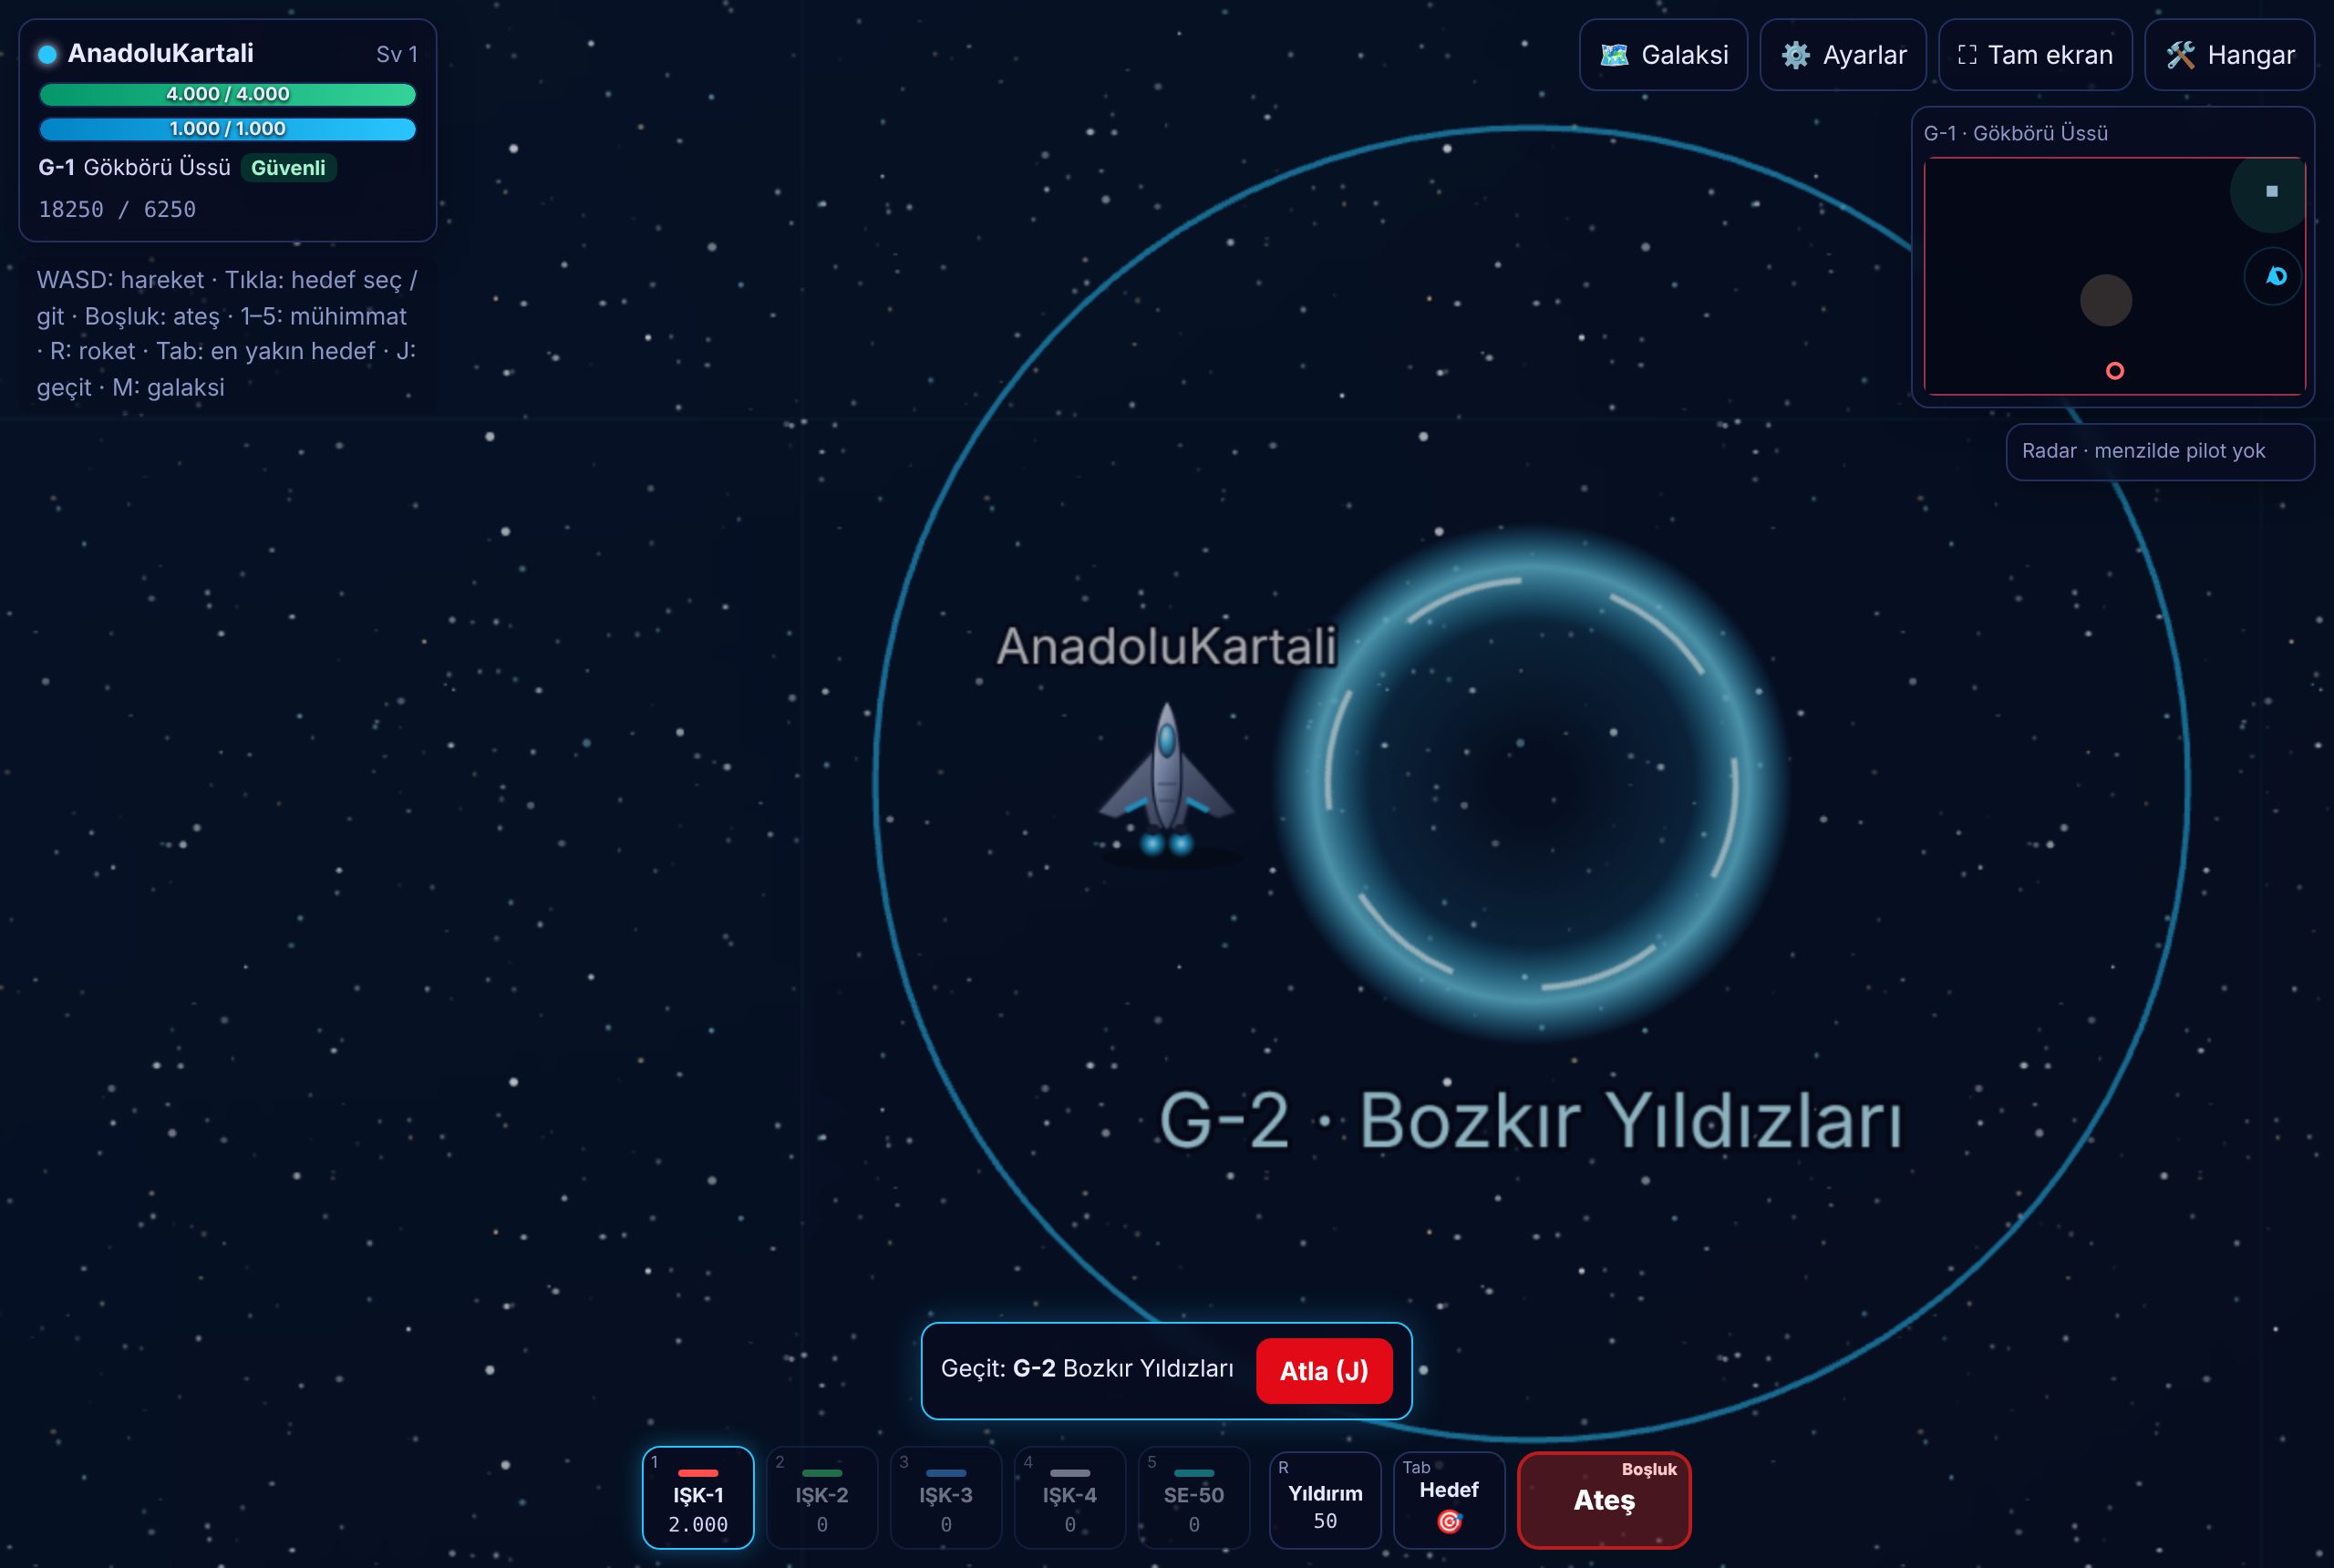 AnadoluKartali Sv 1
4.000 / 4.000
1.000 / 1.000
G-1 Gökbörü Üssü Güvenli
18250 / 6250
WASD: hareket · Tıkla: hedef seç /
git · Boşluk: ateş · 1–5: mühimmat
· R: roket · Tab: en yakın hedef · J:
geçit · M: galaksi
Galaksi
Ayarlar
Tam ekran
Hangar
G-1 · Gökbörü Üssü
Radar · menzilde pilot yok
AnadoluKartali
G-2 · Bozkır Yıldızları
Geçit: G-2 Bozkır Yıldızları
Atla (J)
1
IŞK-1
2.000
2
IŞK-2
0
3
IŞK-3
0
4
IŞK-4
0
5
SE-50
0
R
Yıldırım
50
Tab
Hedef
Boşluk
Ateş